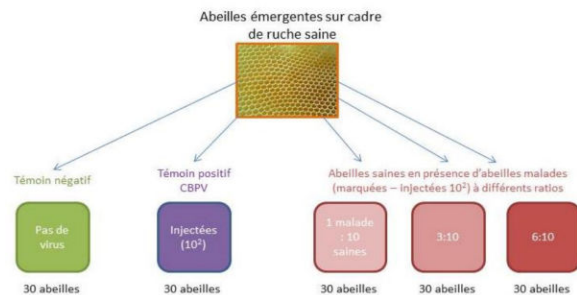 Abeilles émergentes sur cadre
de ruche saine
Témoin négatif
Témoin positif
CBPV
Abeilles saines en présence d'abeilles malades
(marquées – injectées 10²) à différents ratios
Pas de
virus
Injectées
(10²)
1 malade
: 10
saines
3:10
6:10
30 abeilles
30 abeilles
30 abeilles
30 abeilles
30 abeilles